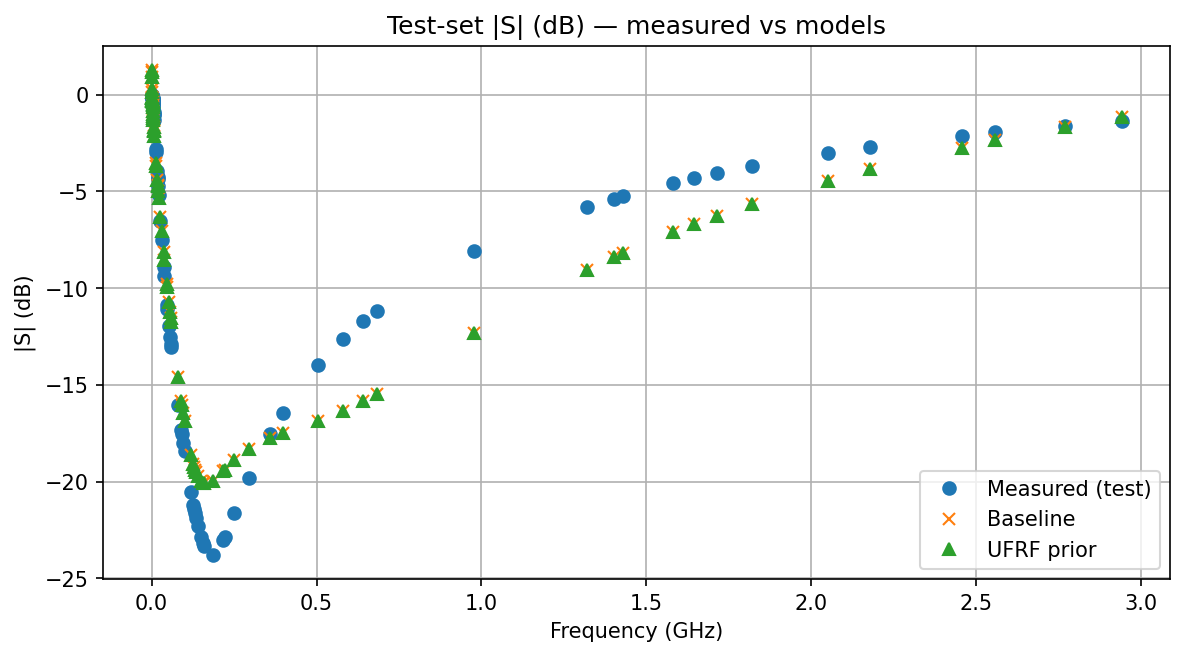 Test-set |S| (dB) — measured vs models
|S| (dB)
0
−5
−10
−15
−20
−25
0.0 0.5 1.0 1.5 2.0 2.5 3.0
Frequency (GHz)
Measured (test)
Baseline
UFRF prior